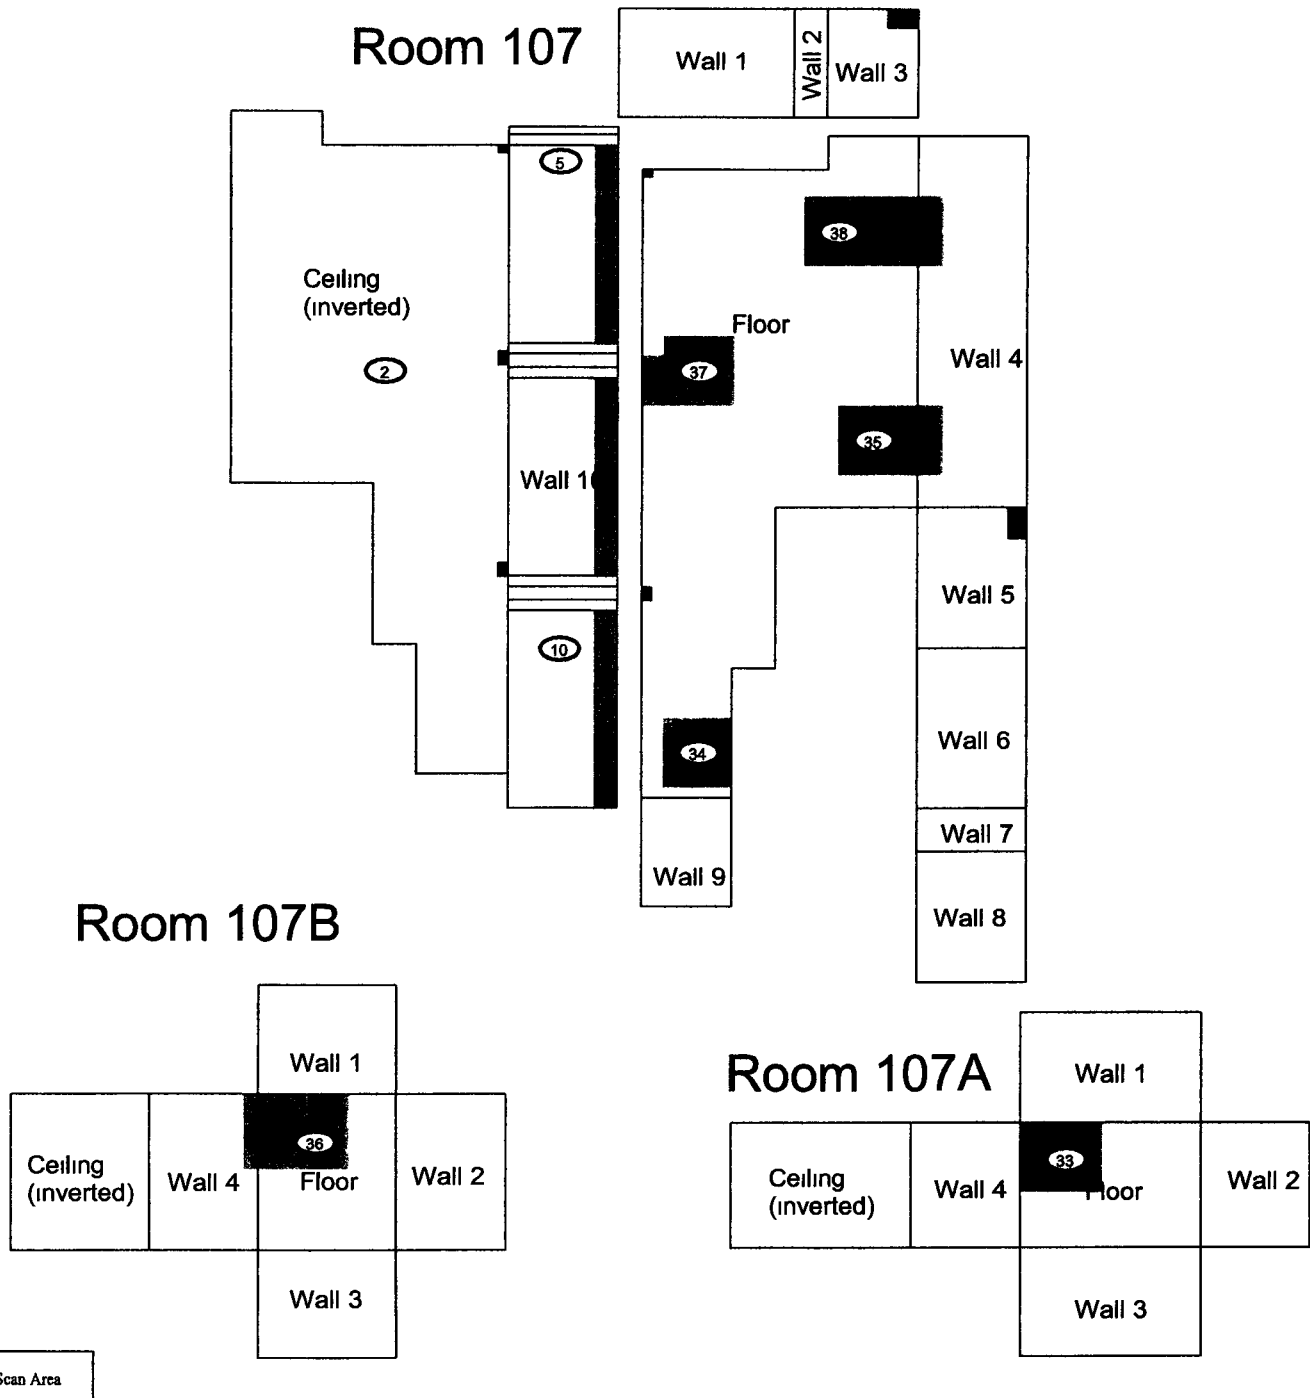 Room 107
Wall 1
Wall 2
Wall 3
5
38
Ceiling
(inverted)
Floor
Wall 4
2
37
35
Wall 1
Wall 5
10
Wall 6
34
Wall 7
Wall 9
Wall 8
Room 107B
Wall 1
36
Ceiling
(inverted)
Wall 4
Floor
Wall 2
Wall 3
Room 107A
Wall 1
33
Ceiling
(inverted)
Wall 4
Floor
Wall 2
Wall 3
Scan Area